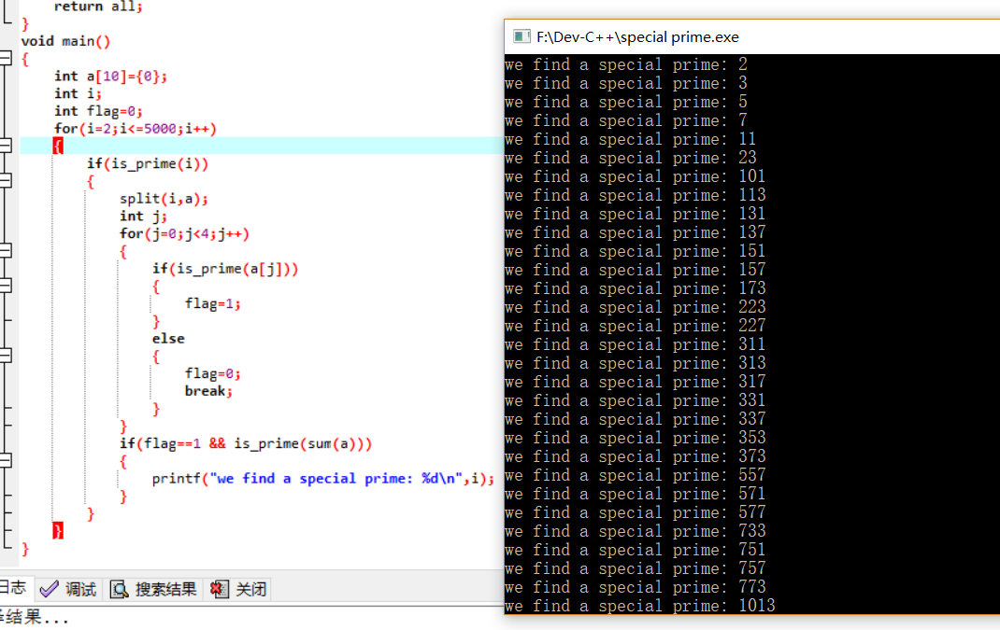 return all;
}
void main()
{
int a[10]={0};
int i;
int flag=0;
for(i=2;i<=5000;i++)
{
if(is_prime(i))
{
split(i,a);
int j;
for(j=0;j<4;j++)
{
if(is_prime(a[j]))
{
flag=1;
}
else
{
flag=0;
break;
}
}
if(flag==1 && is_prime(sum(a)))
{
printf("we find a special prime: %d\n",i);
}
}
}
}
日志 调试 搜索结果 关闭
结果...
F:\Dev-C++\special prime.exe
we find a special prime: 2
we find a special prime: 3
we find a special prime: 5
we find a special prime: 7
we find a special prime: 11
we find a special prime: 23
we find a special prime: 101
we find a special prime: 113
we find a special prime: 131
we find a special prime: 137
we find a special prime: 151
we find a special prime: 157
we find a special prime: 173
we find a special prime: 223
we find a special prime: 227
we find a special prime: 311
we find a special prime: 313
we find a special prime: 317
we find a special prime: 331
we find a special prime: 337
we find a special prime: 353
we find a special prime: 373
we find a special prime: 557
we find a special prime: 571
we find a special prime: 577
we find a special prime: 733
we find a special prime: 751
we find a special prime: 757
we find a special prime: 773
we find a special prime: 1013